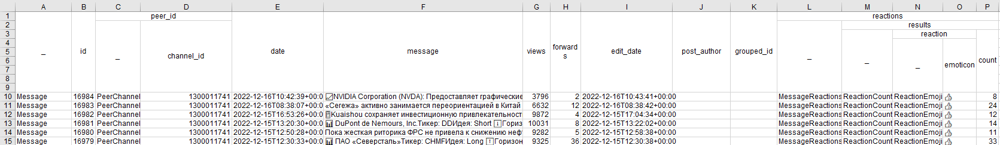 A B C D E F G H I J K L M N O P
1 peer_id reactions
2 results
3 reaction
4
5 _ id _ channel_id date message views forwards edit_date post_author grouped_id _ _ _ emoticon count
6
7
8
9
10 Message 16984 PeerChannel 1300011741 2022-12-16T10:42:39+00:0 📈NVIDIA Corporation (NVDA): Предоставляет графические 3796 2 2022-12-16T10:43:41+00:00 MessageReactions ReactionCount ReactionEmoji 👍 8
11 Message 16983 PeerChannel 1300011741 2022-12-16T08:38:07+00:0 «Сегежа» активно занимается переориентацией в Китай 6632 12 2022-12-16T08:38:42+00:00 MessageReactions ReactionCount ReactionEmoji 👍 24
12 Message 16982 PeerChannel 1300011741 2022-12-15T16:53:26+00:0 Kuaishou сохраняет инвестиционную привлекательност 9872 4 2022-12-15T17:04:34+00:00 MessageReactions ReactionCount ReactionEmoji 👍 12
13 Message 16981 PeerChannel 1300011741 2022-12-15T13:20:30+00:0 📊 DuPont de Nemours, Inc.Тикер: DDИдея: Short ⬇Гориз 10031 8 2022-12-15T13:22:02+00:00 MessageReactions ReactionCount ReactionEmoji 👍 14
14 Message 16980 PeerChannel 1300011741 2022-12-15T12:50:28+00:0 Пока жесткая риторика ФРС не привела к снижению неф 9282 5 2022-12-15T12:58:38+00:00 MessageReactions ReactionCount ReactionEmoji 👍 11
15 Message 16979 PeerChannel 1300011741 2022-12-15T12:30:33+00:0 📊 ПАО «Северсталь»Тикер: CHMFИдея: Long ⬆Горизон 9325 36 2022-12-15T12:30:38+00:00 MessageReactions ReactionCount ReactionEmoji 👍 33